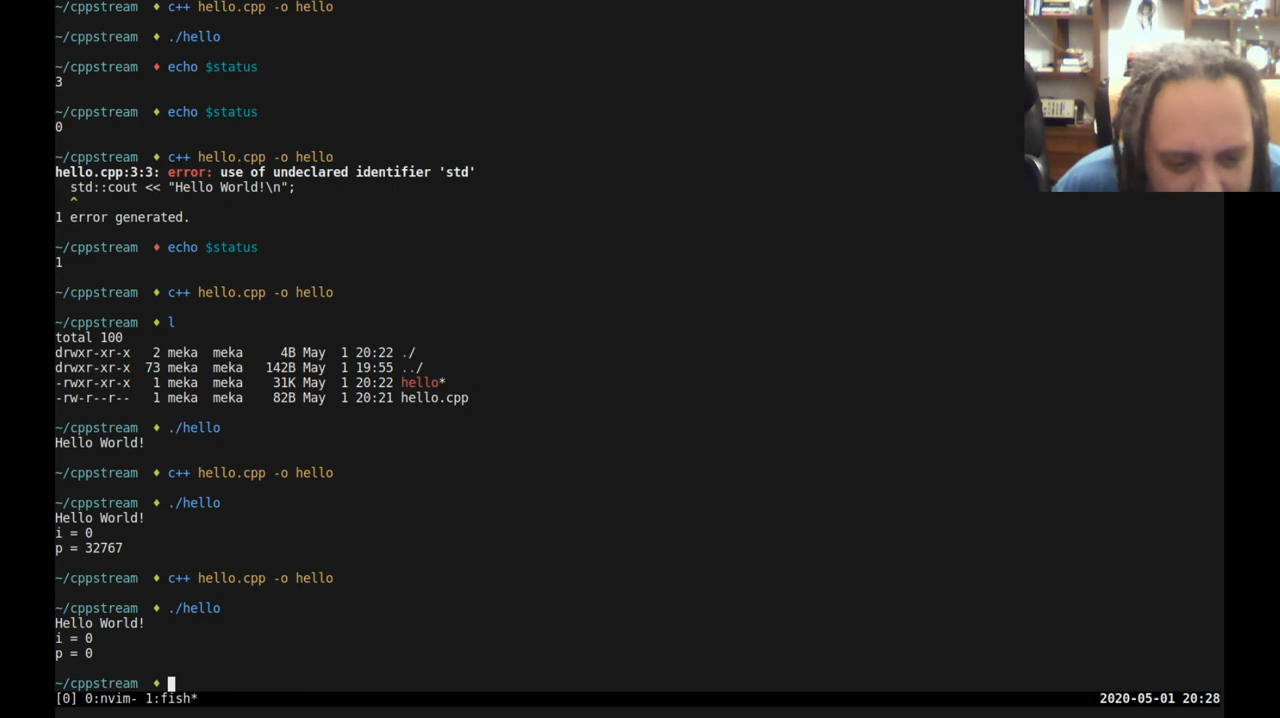 ~/cppstream ♦ c++ hello.cpp -o hello
~/cppstream ♦ ./hello
~/cppstream ♦ echo $status
3
~/cppstream ♦ echo $status
0
~/cppstream ♦ c++ hello.cpp -o hello
hello.cpp:3:3: error: use of undeclared identifier 'std'
  std::cout << "Hello World!\n";
  ^
1 error generated.
~/cppstream ♦ echo $status
1
~/cppstream ♦ c++ hello.cpp -o hello
~/cppstream ♦ l
total 100
drwxr-xr-x   2 meka  meka     4B May  1 20:22 ./
drwxr-xr-x  73 meka  meka   142B May  1 19:55 ../
-rwxr-xr-x   1 meka  meka    31K May  1 20:22 hello*
-rw-r--r--   1 meka  meka    82B May  1 20:21 hello.cpp
~/cppstream ♦ ./hello
Hello World!
~/cppstream ♦ c++ hello.cpp -o hello
~/cppstream ♦ ./hello
Hello World!
i = 0
p = 32767
~/cppstream ♦ c++ hello.cpp -o hello
~/cppstream ♦ ./hello
Hello World!
i = 0
p = 0
~/cppstream ♦
[0] 0:nvim- 1:fish* 2020-05-01 20:28